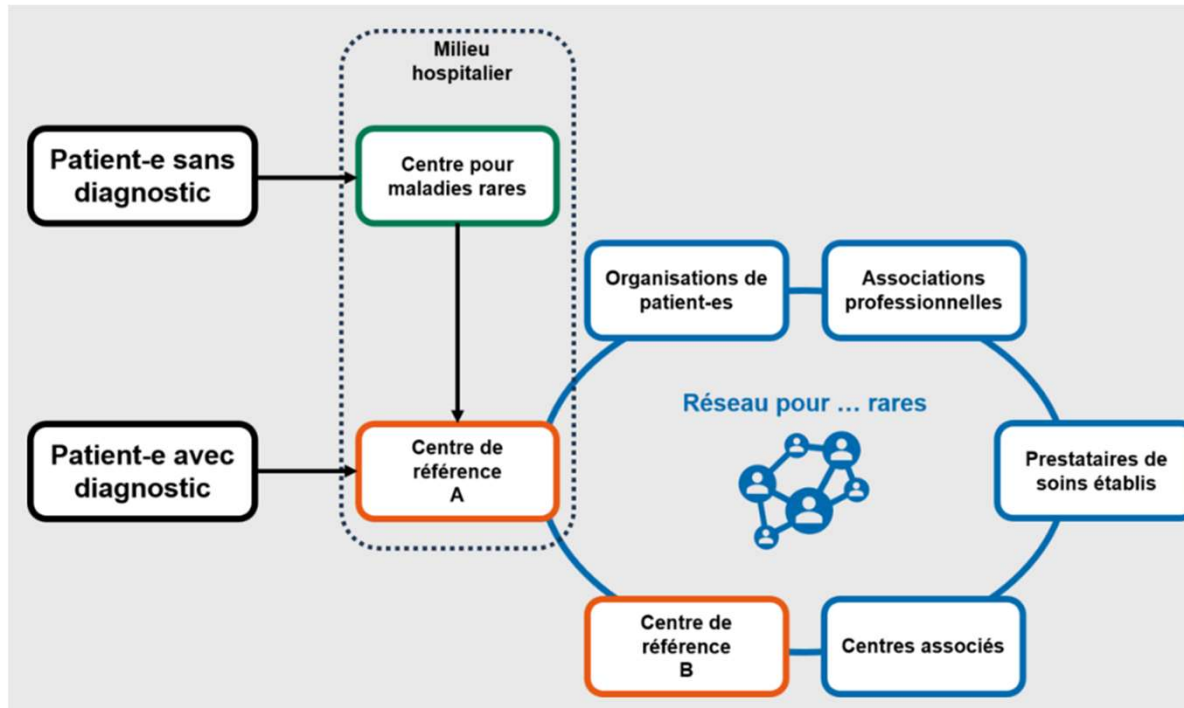 Milieu
hospitalier
Patient-e sans
diagnostic
Centre pour
maladies rares
Organisations de
patient-es
Associations
professionnelles
Réseau pour … rares
Patient-e avec
diagnostic
Centre de
référence
A
Prestataires de
soins établis
Centre de
référence
B
Centres associés